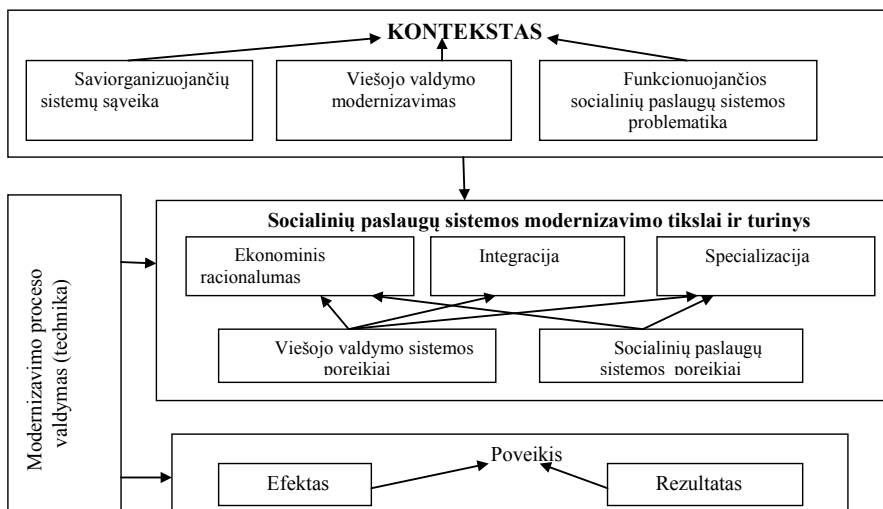 KONTEKSTAS
Saviorganizuojančių
sistemų sąveika
Viešojo valdymo
modernizavimas
Funkcionuojančios
socialinių paslaugų sistemos
problematika
Modernizavimo proceso
valdymas (technika)
Socialinių paslaugų sistemos modernizavimo tikslai ir turinys
Ekonominis
racionalumas
Integracija
Specializacija
Viešojo valdymo sistemos
poreikiai
Socialinių paslaugų
sistemos poreikiai
Poveikis
Efektas
Rezultatas